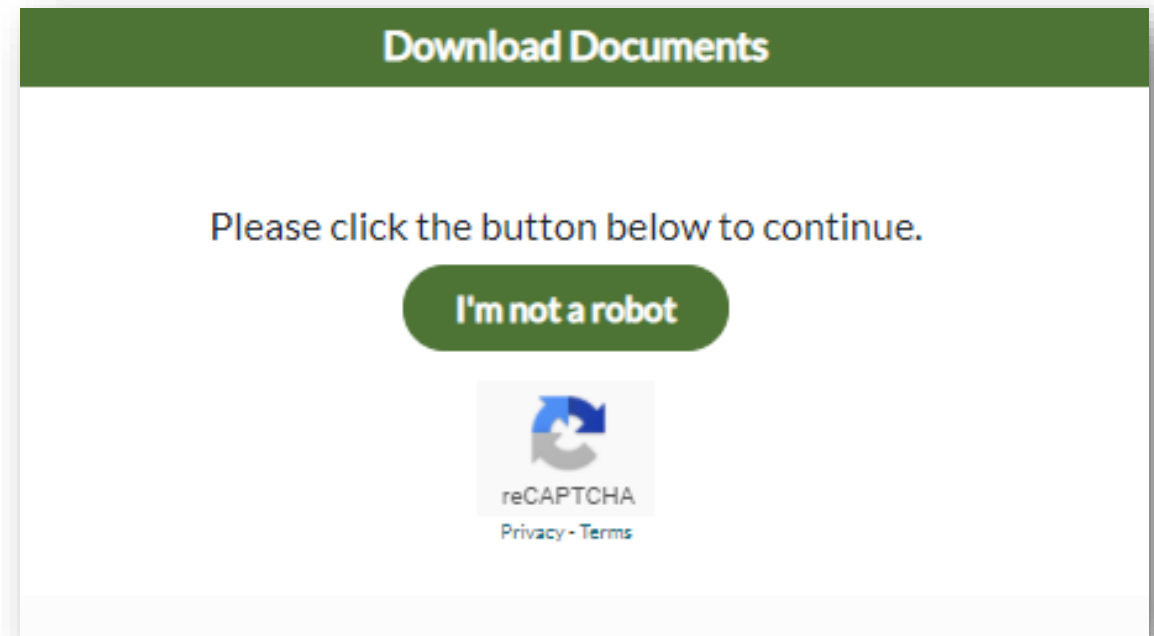 Download Documents
Please click the button below to continue.
I'm not a robot
reCAPTCHA
Privacy - Terms